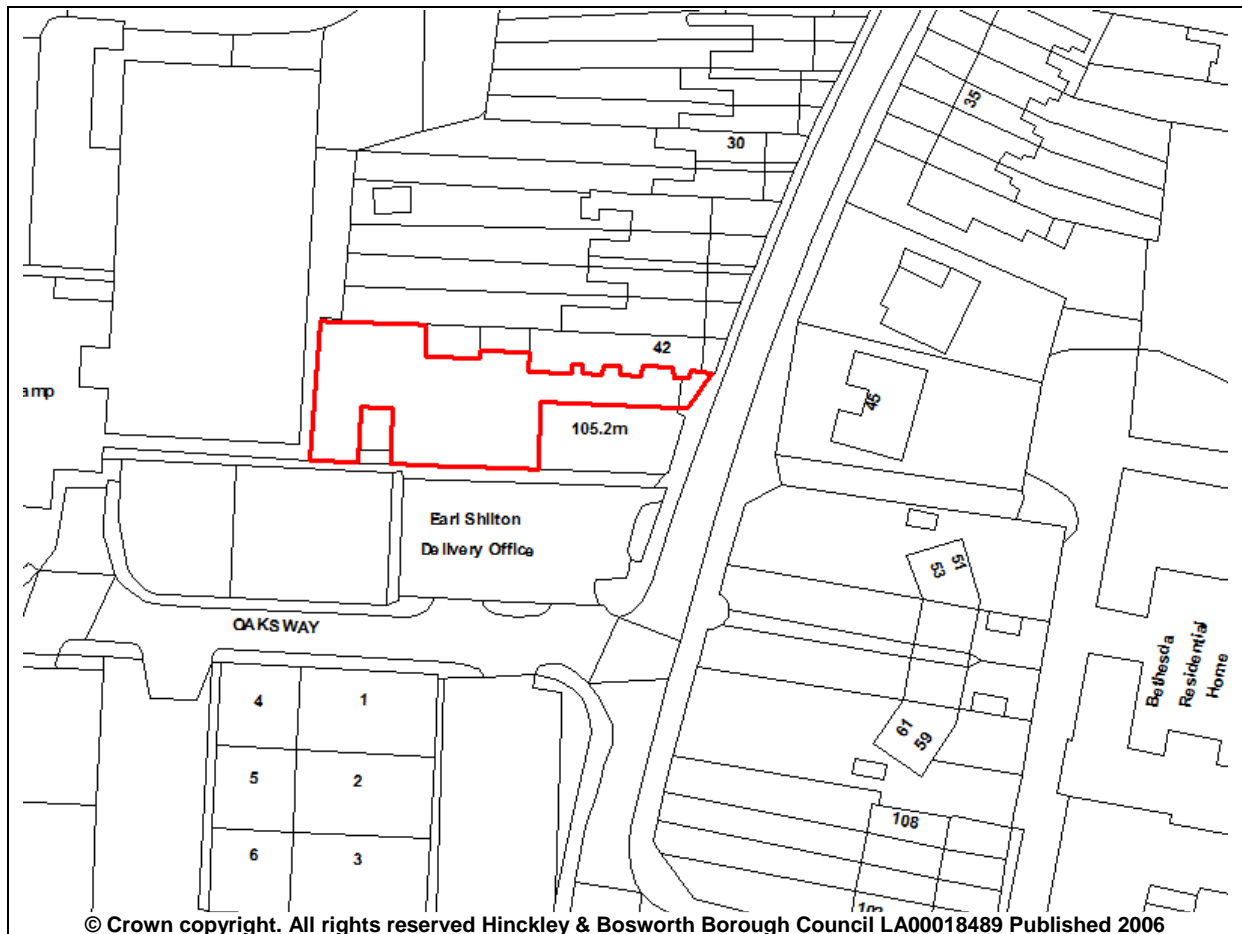 35
30
42
amp
45
105.2m
Earl Shilton
Delivery Office
51
53
OAKSWAY
Bethesda
Residential
Home
4
1
61
59
5
2
108
6
3
© Crown copyright. All rights reserved Hinckley & Bosworth Borough Council LA00018489 Published 2006